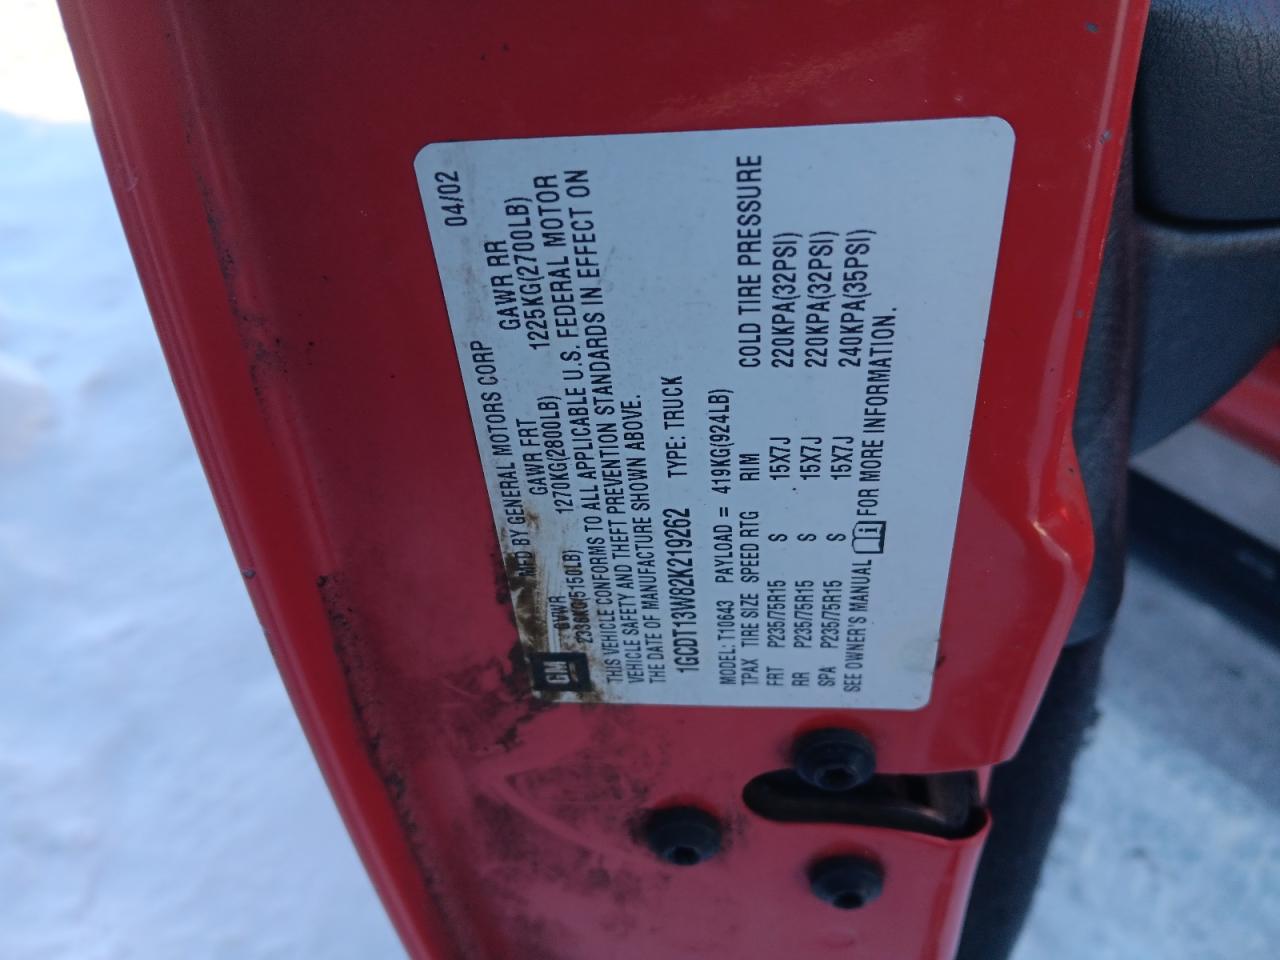 GM
MFD BY GENERAL MOTORS CORP 04/02
GVWR GAWR FRT GAWR RR
2336KG(5150LB) 1270KG(2800LB) 1225KG(2700LB)
THIS VEHICLE CONFORMS TO ALL APPLICABLE U.S. FEDERAL MOTOR
VEHICLE SAFETY AND THEFT PREVENTION STANDARDS IN EFFECT ON
THE DATE OF MANUFACTURE SHOWN ABOVE.
1GCDT13W82K219262 TYPE: TRUCK
MODEL: T10643 PAYLOAD = 419KG(924LB)
TPAX TIRE SIZE SPEED RTG RIM COLD TIRE PRESSURE
FRT P235/75R15 S 15X7J 220KPA(32PSI)
RR P235/75R15 S 15X7J 220KPA(32PSI)
SPA P235/75R15 S 15X7J 240KPA(35PSI)
SEE OWNER'S MANUAL i FOR MORE INFORMATION.